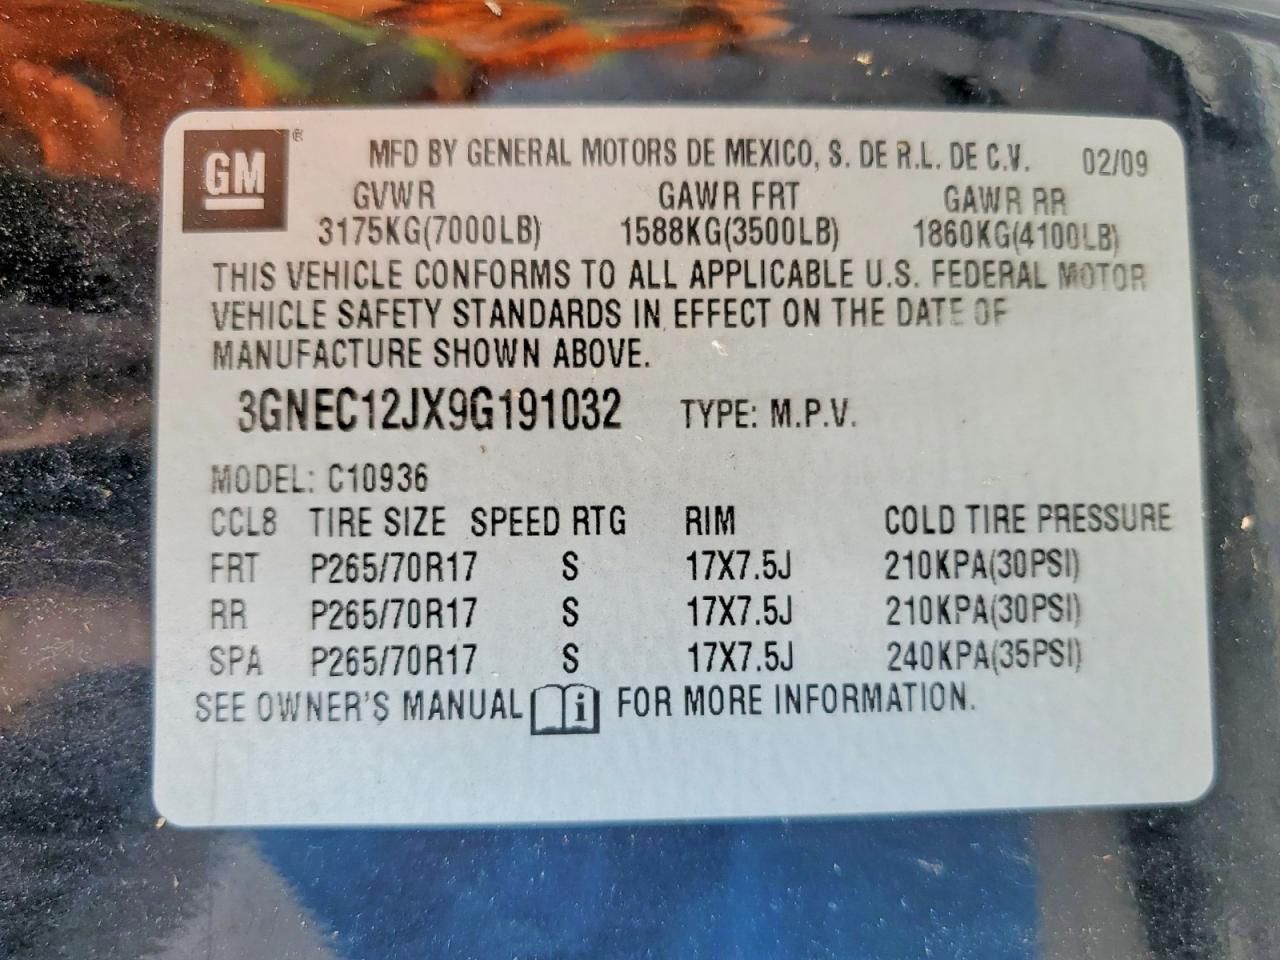 GM ®
MFD BY GENERAL MOTORS DE MEXICO, S. DE R.L. DE C.V. 02/09
GVWR GAWR FRT GAWR RR
3175KG(7000LB) 1588KG(3500LB) 1860KG(4100LB)
THIS VEHICLE CONFORMS TO ALL APPLICABLE U.S. FEDERAL MOTOR
VEHICLE SAFETY STANDARDS IN EFFECT ON THE DATE OF
MANUFACTURE SHOWN ABOVE.
3GNEC12JX9G191032 TYPE: M.P.V.
MODEL: C10936
CCL8 TIRE SIZE SPEED RTG RIM COLD TIRE PRESSURE
FRT P265/70R17 S 17X7.5J 210KPA(30PSI)
RR P265/70R17 S 17X7.5J 210KPA(30PSI)
SPA P265/70R17 S 17X7.5J 240KPA(35PSI)
SEE OWNER'S MANUAL i FOR MORE INFORMATION.